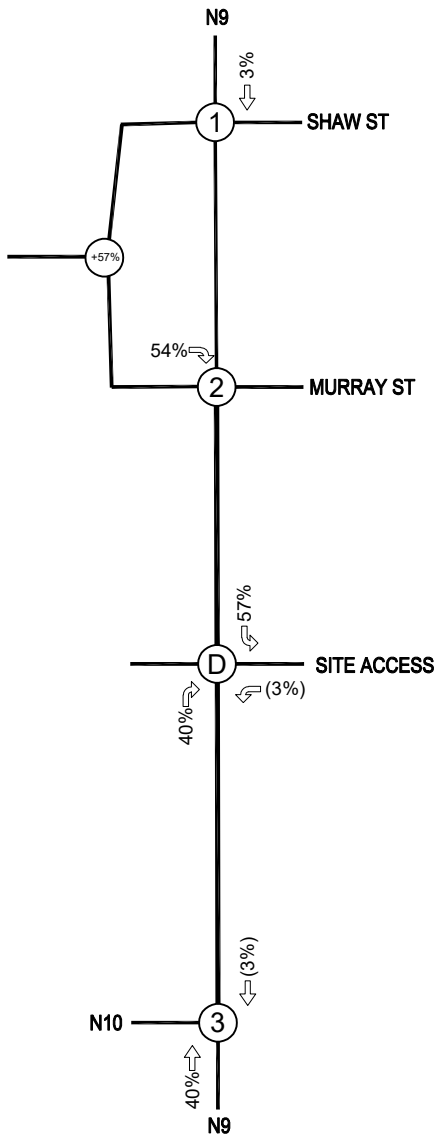 N9
3%
1
SHAW ST
+57%
54%
2
MURRAY ST
57%
D
SITE ACCESS
(3%)
40%
(3%)
N10
3
40%
N9